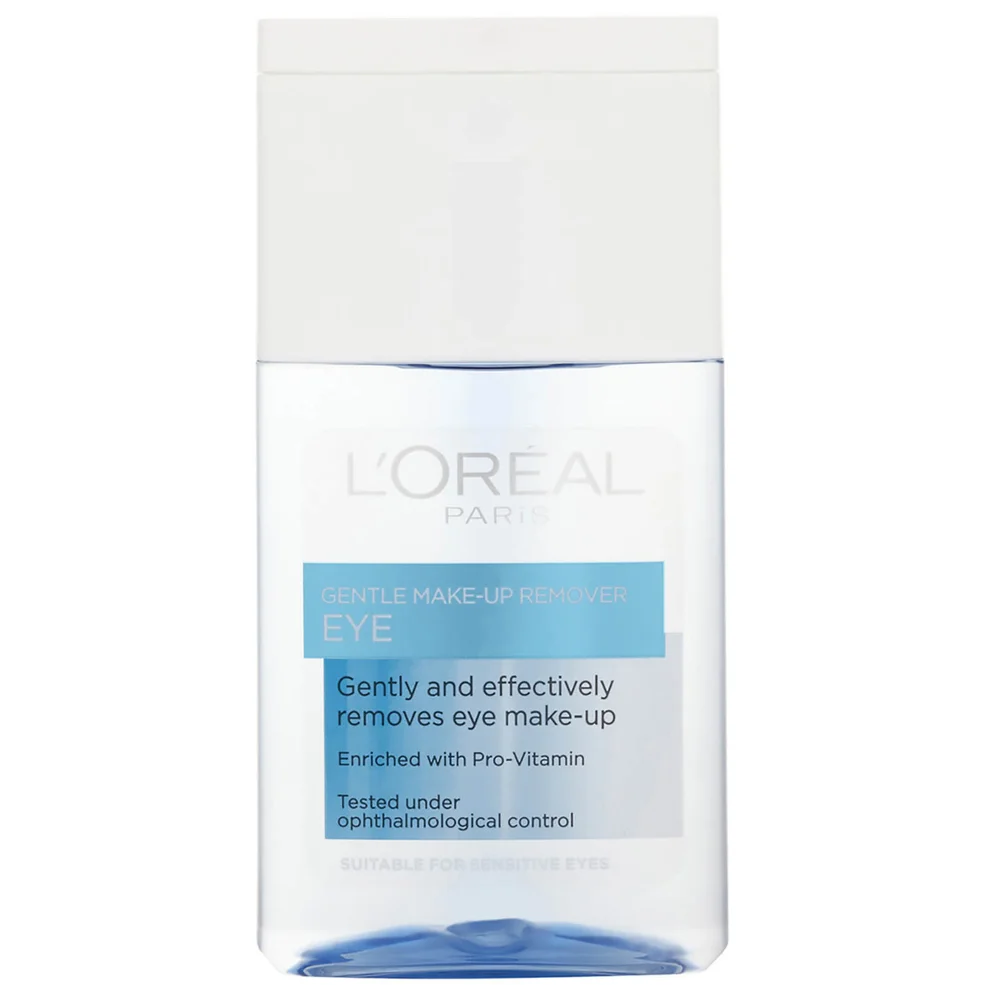 L'ORÉAL
PARiS
GENTLE MAKE-UP REMOVER
EYE
Gently and effectively
removes eye make-up
Enriched with Pro-Vitamin
Tested under
ophthalmological control
SUITABLE FOR SENSITIVE EYES